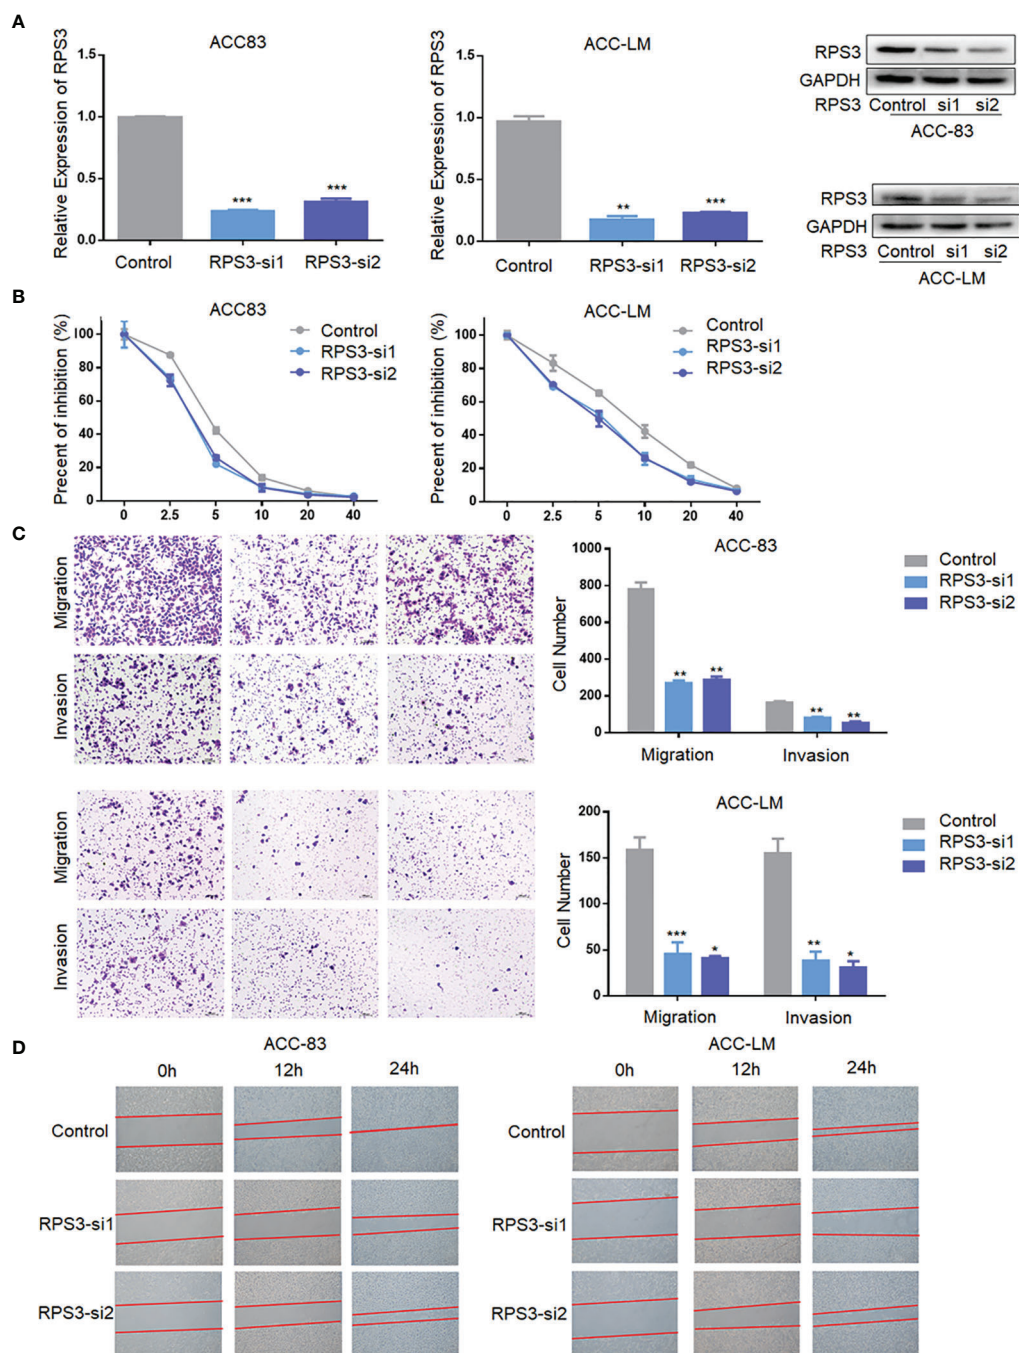 A
ACC83
Relative Expression of RPS3
1.5
1.0
0.5
0.0
***
***
Control
RPS3-si1
RPS3-si2
ACC-LM
Relative Expression of RPS3
1.5
1.0
0.5
0.0
**
***
Control
RPS3-si1
RPS3-si2
RPS3
GAPDH
RPS3 Control si1 si2
ACC-83
RPS3
GAPDH
RPS3 Control si1 si2
ACC-LM
B
ACC83
Precent of inhibition (%)
100
80
60
40
20
0
0 2.5 5 10 20 40
Control
RPS3-si1
RPS3-si2
ACC-LM
Precent of inhibition (%)
100
80
60
40
20
0
0 2.5 5 10 20 40
Control
RPS3-si1
RPS3-si2
C
Migration
Invasion
Migration
Invasion
ACC-83
Cell Number
1000
800
600
400
200
0
** **
** **
Migration Invasion
Control
RPS3-si1
RPS3-si2
ACC-LM
Cell Number
200
150
100
50
0
*** *
** *
Migration Invasion
Control
RPS3-si1
RPS3-si2
D
ACC-83
0h 12h 24h
Control
RPS3-si1
RPS3-si2
ACC-LM
0h 12h 24h
Control
RPS3-si1
RPS3-si2